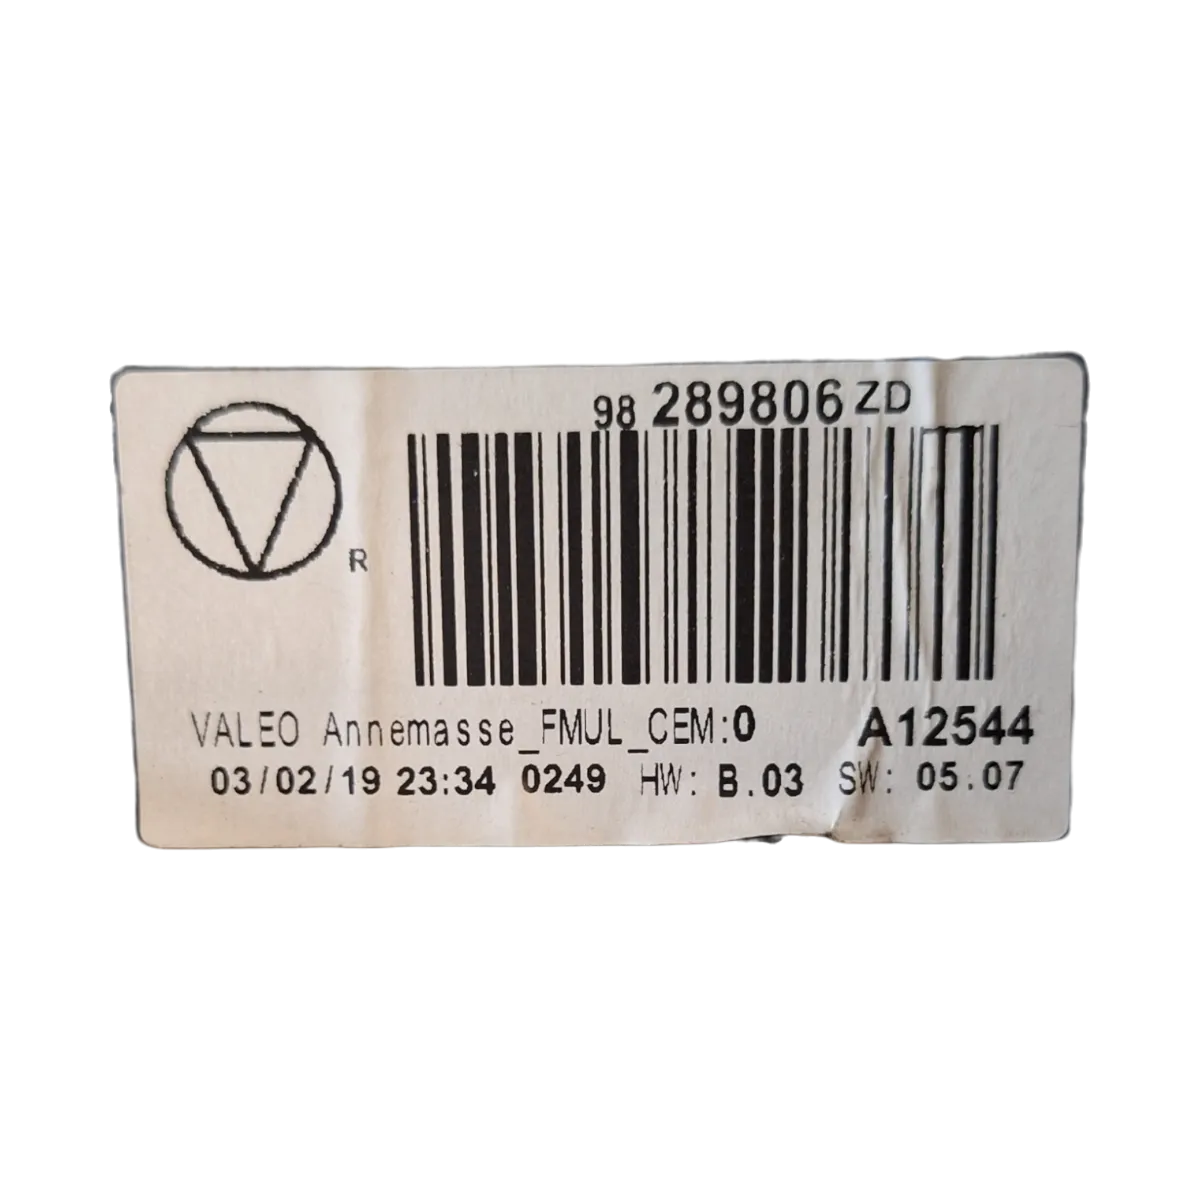 98 289806 ZD
R
VALEO Annemasse_FMUL_CEM:0 A12544
03/02/19 23:34 0249 HW: B.03 SW: 05.07